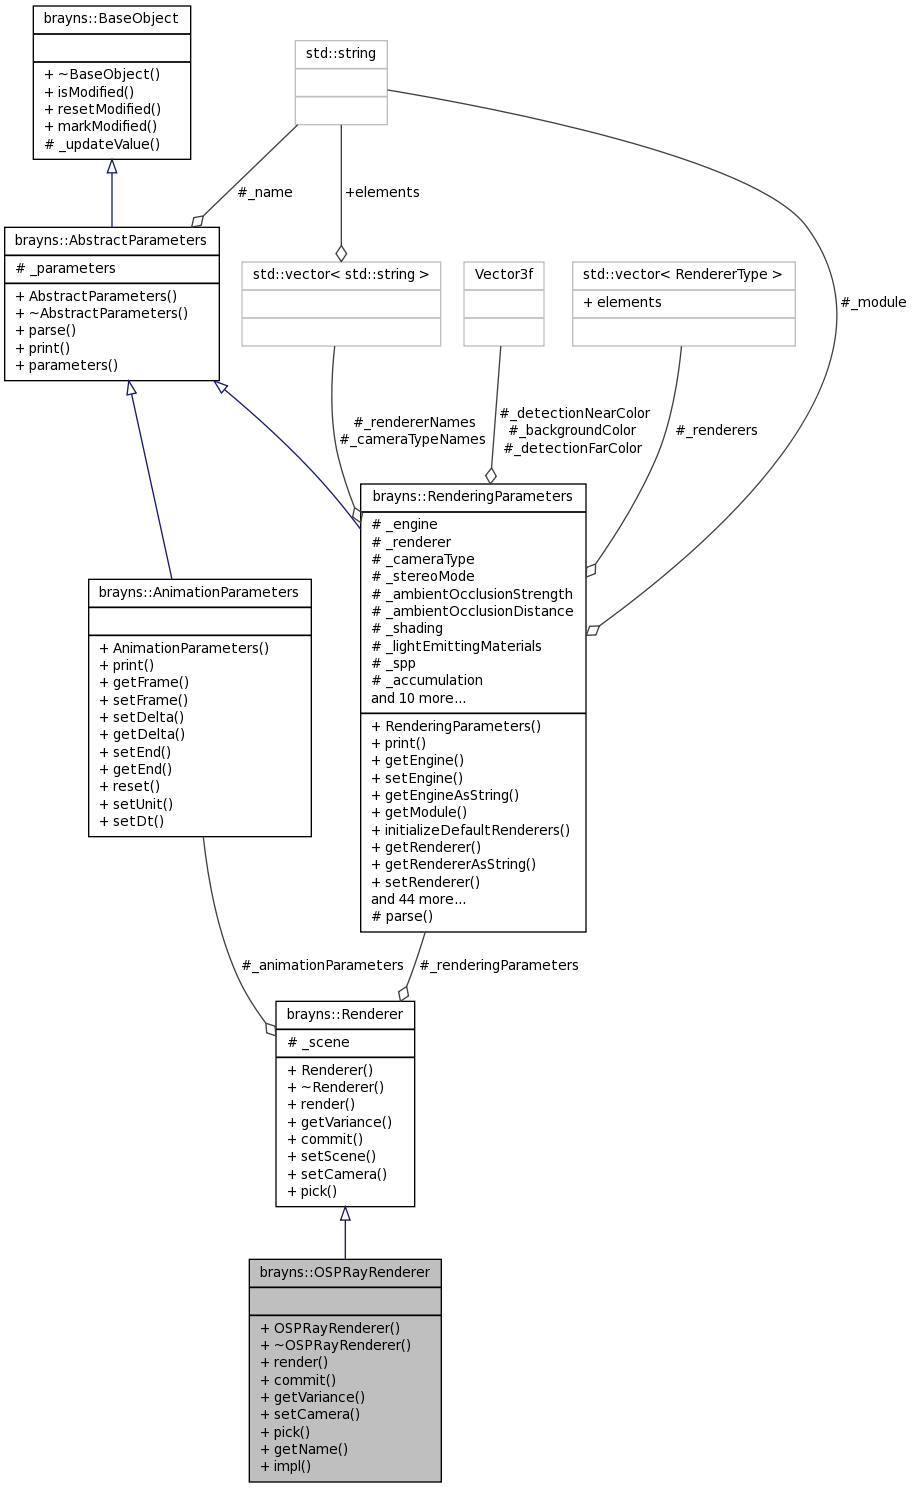 brayns::BaseObject
+ ~BaseObject()
+ isModified()
+ resetModified()
+ markModified()
# _updateValue()
std::string
#_name
+elements
#_module
brayns::AbstractParameters
# _parameters
+ AbstractParameters()
+ ~AbstractParameters()
+ parse()
+ print()
+ parameters()
std::vector< std::string >
Vector3f
std::vector< RendererType >
+ elements
#_rendererNames
#_cameraTypeNames
#_detectionNearColor
#_backgroundColor
#_detectionFarColor
#_renderers
brayns::RenderingParameters
# _engine
# _renderer
# _cameraType
# _stereoMode
# _ambientOcclusionStrength
# _ambientOcclusionDistance
# _shading
# _lightEmittingMaterials
# _spp
# _accumulation
and 10 more...
+ RenderingParameters()
+ print()
+ getEngine()
+ setEngine()
+ getEngineAsString()
+ getModule()
+ initializeDefaultRenderers()
+ getRenderer()
+ getRendererAsString()
+ setRenderer()
and 44 more...
# parse()
brayns::AnimationParameters
+ AnimationParameters()
+ print()
+ getFrame()
+ setFrame()
+ setDelta()
+ getDelta()
+ setEnd()
+ getEnd()
+ reset()
+ setUnit()
+ setDt()
#_animationParameters
#_renderingParameters
brayns::Renderer
# _scene
+ Renderer()
+ ~Renderer()
+ render()
+ getVariance()
+ commit()
+ setScene()
+ setCamera()
+ pick()
brayns::OSPRayRenderer
+ OSPRayRenderer()
+ ~OSPRayRenderer()
+ render()
+ commit()
+ getVariance()
+ setCamera()
+ pick()
+ getName()
+ impl()